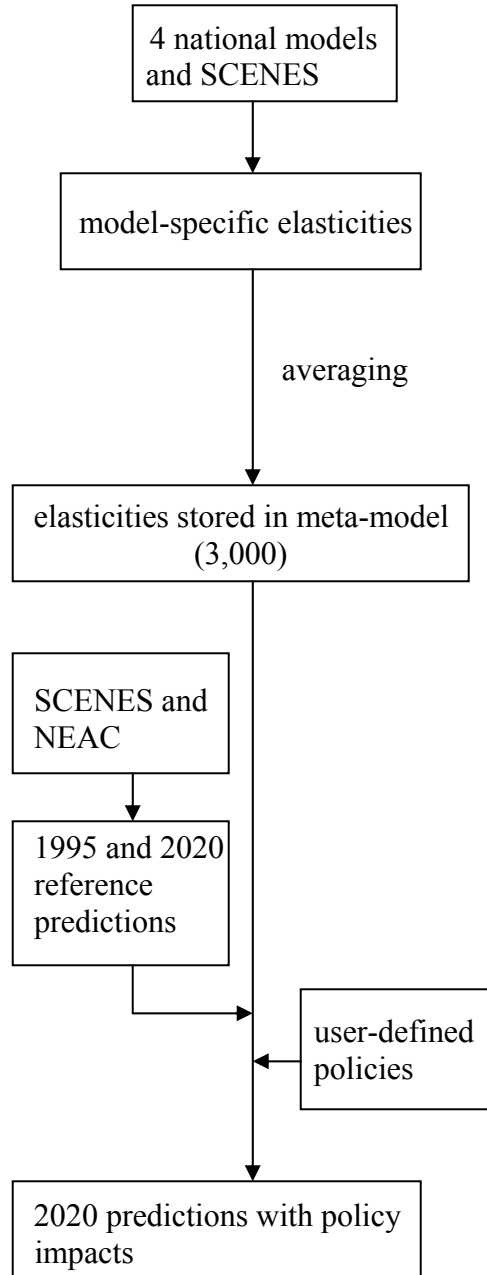 4 national models
and SCENES
model-specific elasticities
averaging
elasticities stored in meta-model
(3,000)
SCENES and
NEAC
1995 and 2020
reference
predictions
user-defined
policies
2020 predictions with policy
impacts